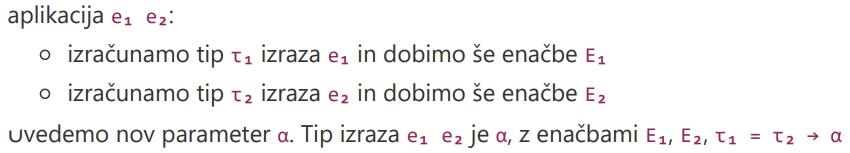 aplikacija e₁ e₂:
○ izračunamo tip τ₁ izraza e₁ in dobimo še enačbe E₁
○ izračunamo tip τ₂ izraza e₂ in dobimo še enačbe E₂
uvedemo nov parameter α. Tip izraza e₁ e₂ je α, z enačbami E₁, E₂, τ₁ = τ₂ → α